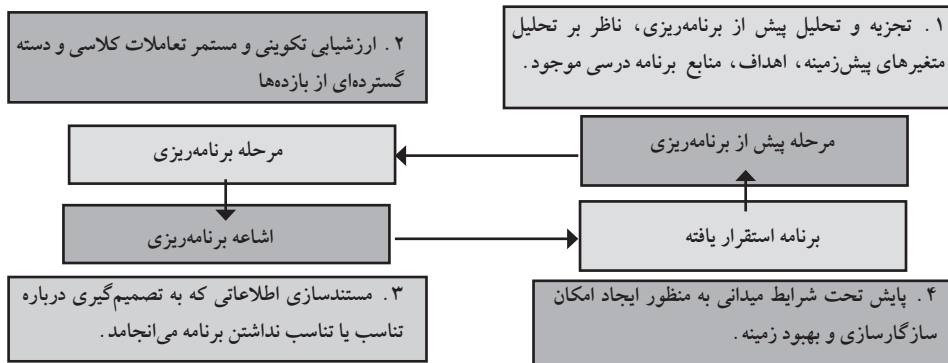 ۱. تجزیه و تحلیل پیش از برنامه‌ریزی، ناظر بر تحلیل
متغیرهای پیش‌زمینه، اهداف، منابع برنامه درسی موجود.
۲. ارزشیابی تکوینی و مستمر تعاملات کلاسی و دسته
گسترده‌ای از بازده‌ها
مرحله پیش از برنامه‌ریزی
مرحله برنامه‌ریزی
برنامه استقرار یافته
اشاعه برنامه‌ریزی
۳. مستندسازی اطلاعاتی که به تصمیم‌گیری درباره
تناسب یا تناسب نداشتن برنامه می‌انجامد.
۴. پایش تحت شرایط میدانی به منظور ایجاد امکان
سازگارسازی و بهبود زمینه.